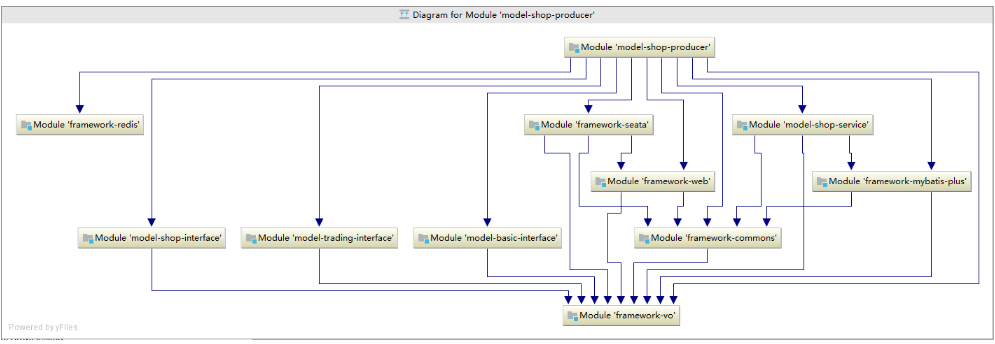 Diagram for Module 'model-shop-producer'
Module 'model-shop-producer'
Module 'framework-redis'
Module 'framework-seata'
Module 'model-shop-service'
Module 'framework-web'
Module 'framework-mybatis-plus'
Module 'model-shop-interface'
Module 'model-trading-interface'
Module 'model-basic-interface'
Module 'framework-commons'
Module 'framework-vo'
Powered by yFiles